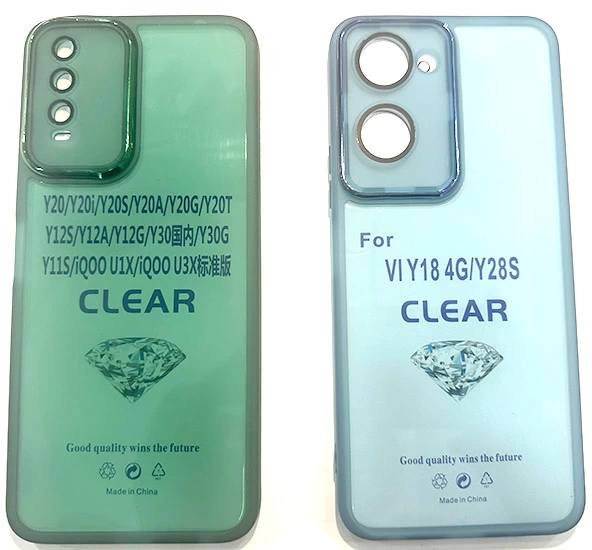 Y20/Y20i/Y20S/Y20A/Y20G/Y20T
Y12S/Y12A/Y12G/Y30国内/Y30G
Y11S/iQOO U1X/iQOO U3X标准版
CLEAR
Good quality wins the future
Made in China
For
VI Y18 4G/Y28S
CLEAR
Good quality wins the future
Made in China